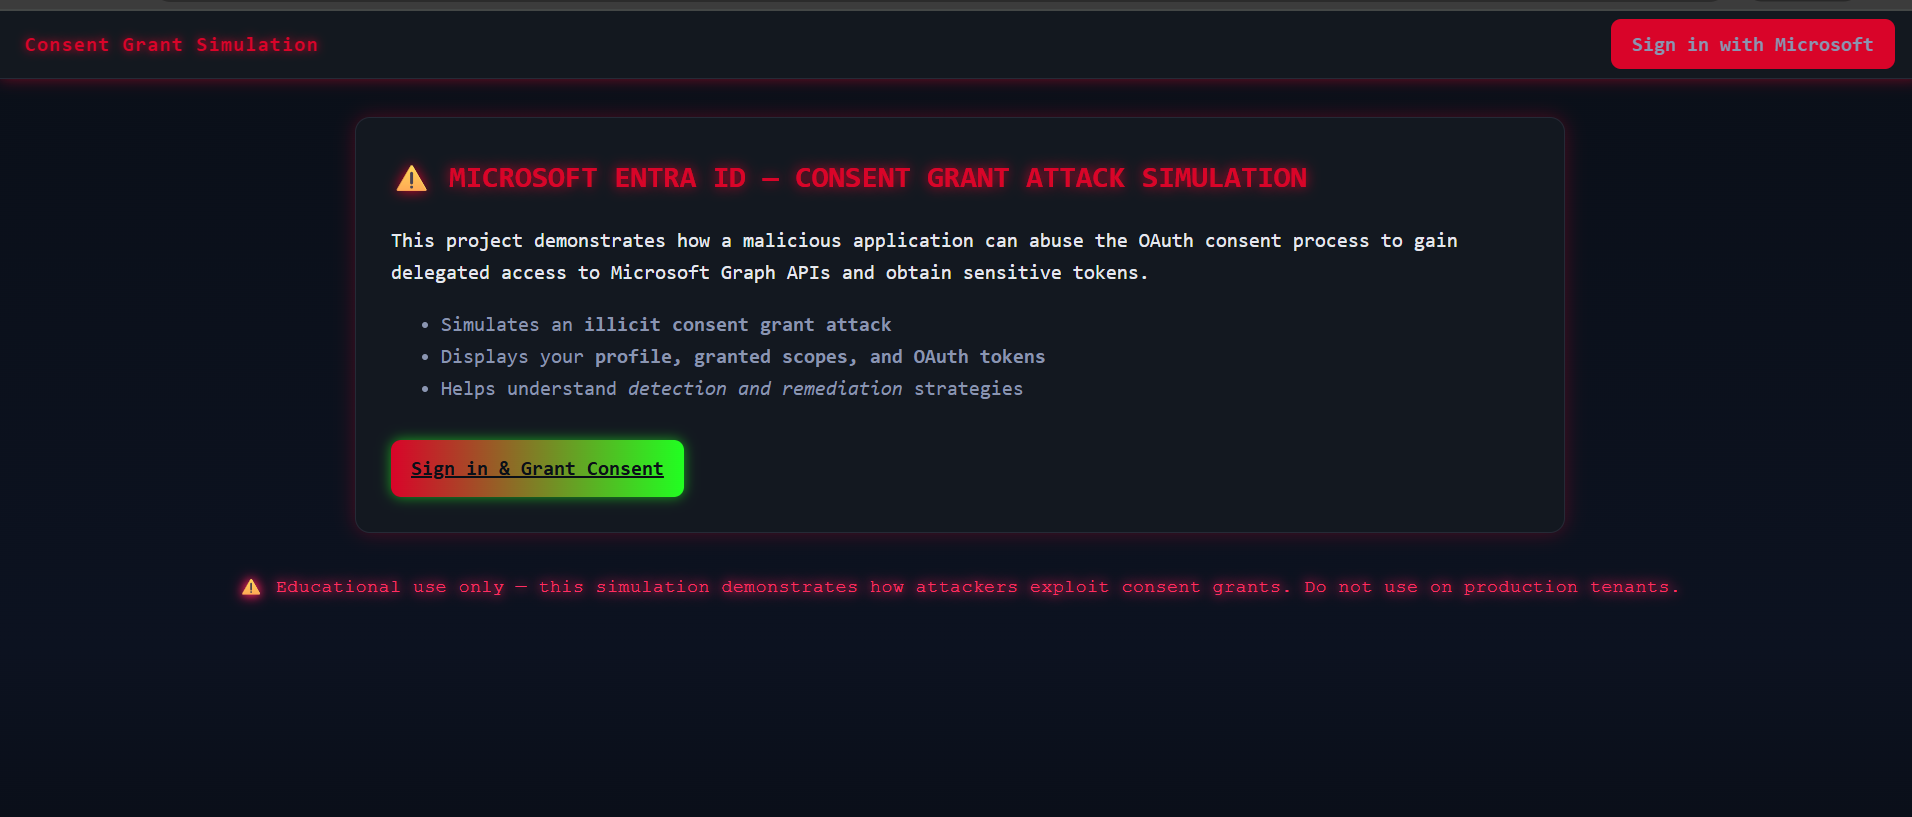 Consent Grant Simulation
Sign in with Microsoft
MICROSOFT ENTRA ID — CONSENT GRANT ATTACK SIMULATION
This project demonstrates how a malicious application can abuse the OAuth consent process to gain
delegated access to Microsoft Graph APIs and obtain sensitive tokens.
• Simulates an illicit consent grant attack
• Displays your profile, granted scopes, and OAuth tokens
• Helps understand detection and remediation strategies
Sign in & Grant Consent
Educational use only — this simulation demonstrates how attackers exploit consent grants. Do not use on production tenants.